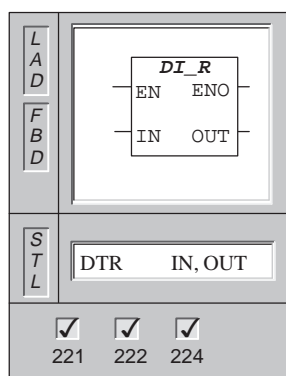 L
A
D
F
B
D
DI_R
EN ENO
IN OUT
S
T
L
DTR IN, OUT
221 222 224